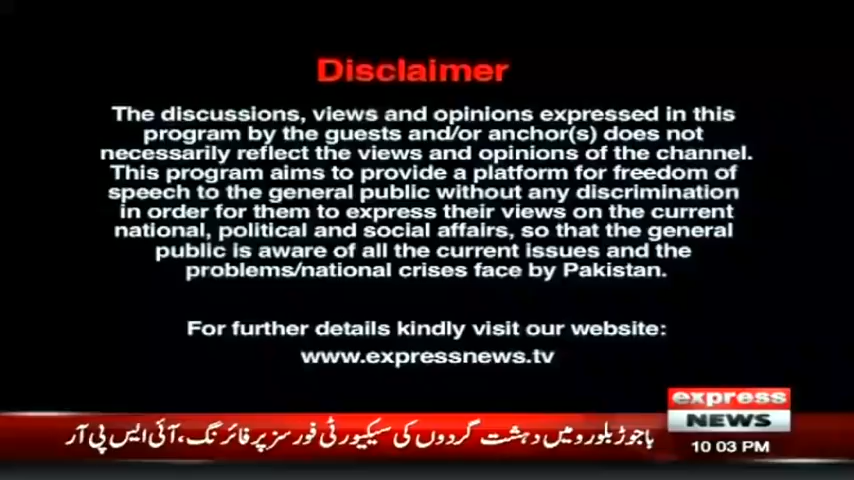 Disclaimer
The discussions, views and opinions expressed in this
program by the guests and/or anchor(s) does not
necessarily reflect the views and opinions of the channel.
This program aims to provide a platform for freedom of
speech to the general public without any discrimination
in order for them to express their views on the current
national, political and social affairs, so that the general
public is aware of all the current issues and the
problems/national crises face by Pakistan.
For further details kindly visit our website:
www.expressnews.tv
express
NEWS
10:03 PM
باجوڑ بلورو میں دہشت گردوں کی سیکیورٹی فورسز پر فائرنگ، آئی ایس پی آر